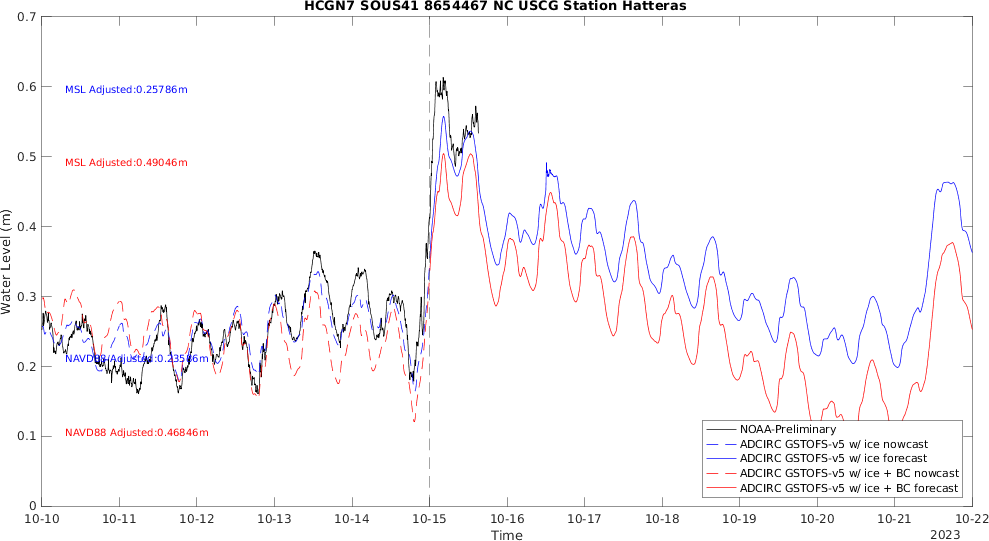 HCGN7 SOUS41 8654467 NC USCG Station Hatteras
0.7
0.6
0.5
0.4
0.3
0.2
0.1
0
Water Level (m)
MSL Adjusted:0.25786m
MSL Adjusted:0.49046m
NAVD88 Adjusted:0.23586m
NAVD88 Adjusted:0.46846m
NOAA-Preliminary
ADCIRC GSTOFS-v5 w/ ice nowcast
ADCIRC GSTOFS-v5 w/ ice forecast
ADCIRC GSTOFS-v5 w/ ice + BC nowcast
ADCIRC GSTOFS-v5 w/ ice + BC forecast
10-10 10-11 10-12 10-13 10-14 10-15 10-16 10-17 10-18 10-19 10-20 10-21 10-22
Time
2023